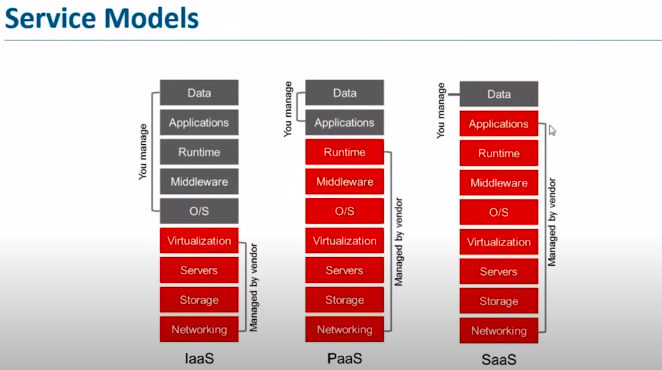 Service Models
You manage
Data
Applications
Runtime
Middleware
O/S
Virtualization
Servers
Storage
Networking
Managed by vendor
IaaS
You manage
Data
Applications
Runtime
Middleware
O/S
Virtualization
Servers
Storage
Networking
Managed by vendor
PaaS
You manage
Data
Applications
Runtime
Middleware
O/S
Virtualization
Servers
Storage
Networking
Managed by vendor
SaaS